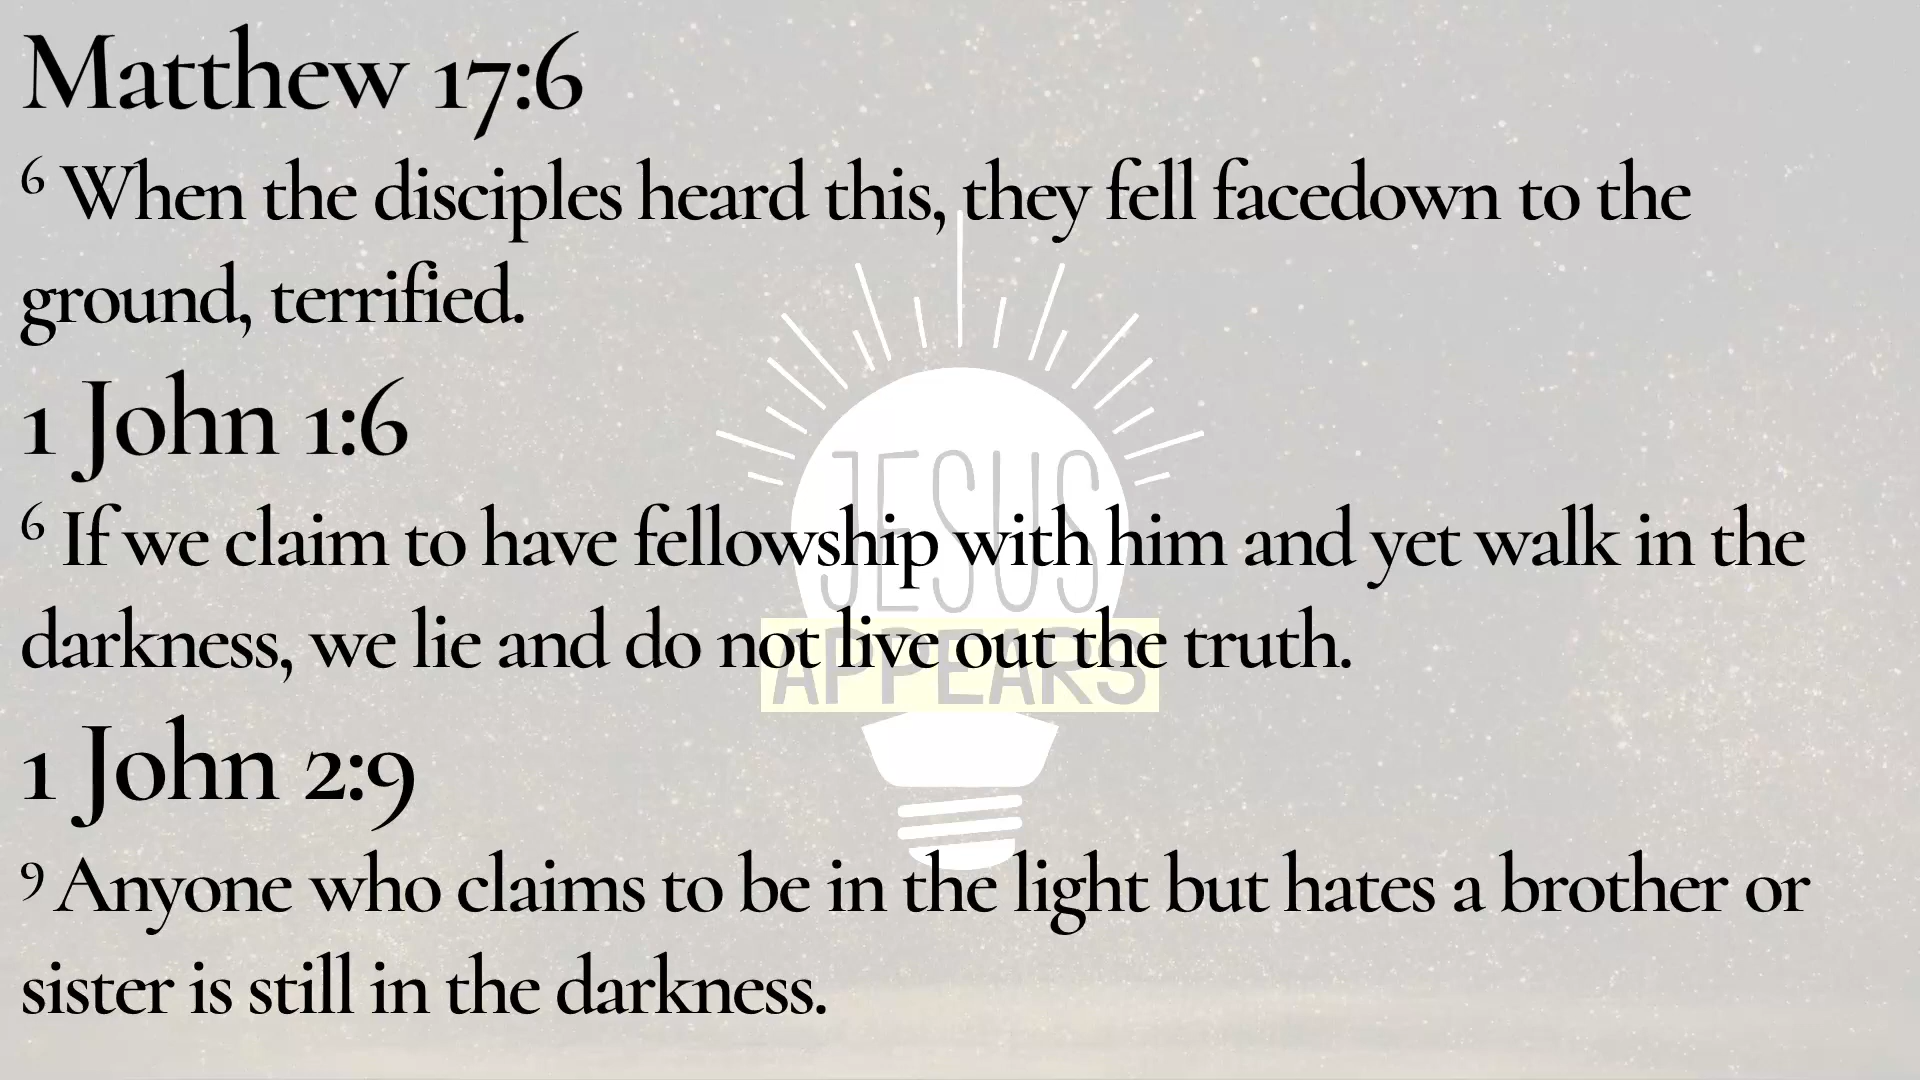 Matthew 17:6
6 When the disciples heard this, they fell facedown to the
ground, terrified.
1 John 1:6
6 If we claim to have fellowship with him and yet walk in the
darkness, we lie and do not live out the truth.
1 John 2:9
9 Anyone who claims to be in the light but hates a brother or
sister is still in the darkness.
JESUS
APPEARS